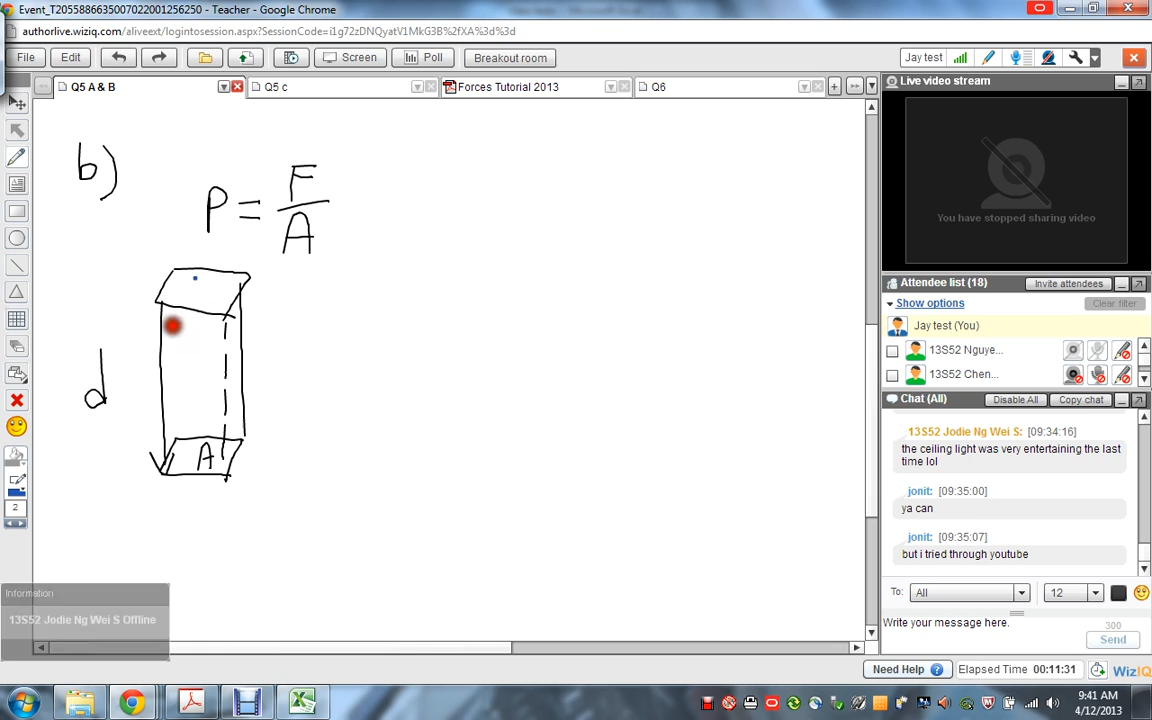 Event_T20558866350070220012562​50 - Teacher - Google Chrome
authorlive.wiziq.com/aliveext/logintosession.aspx?SessionCode=i1g72zDNQyatV1MkG3B%2fXA%3d%3d
File Edit Screen Poll Breakout room Jay test
Q5 A & B Q5 c Forces Tutorial 2013 Q6
Live video stream
You have stopped sharing video
Attendee list (18) Invite attendees
Show options Clear filter
Jay test (You)
13S52 Nguye...
13S52 Chen...
Chat (All) Disable All Copy chat
13S52 Jodie Ng Wei S: [09:34:16]
the ceiling light was very entertaining the last
time lol
jonit: [09:35:00]
ya can
jonit: [09:35:07]
but i tried through youtube
To: All 12
Write your message here.
300
Send
b)
P = F
A
d
A
2
Information
13S52 Jodie Ng Wei S Offline
Need Help ? Elapsed Time 00:11:31 WizIQ
9:41 AM
4/12/2013